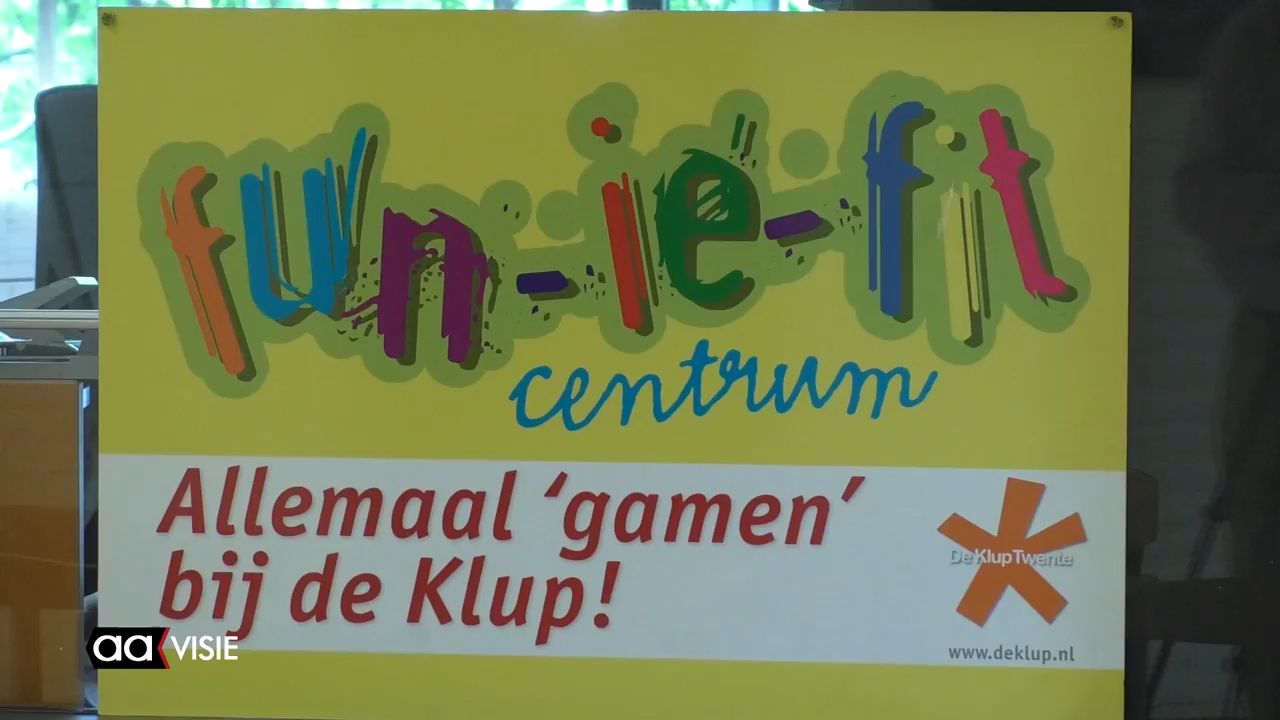 fun-ie-fit
centrum
Allemaal ‘gamen’
bij de Klup!
De Klup Twente
www.deklup.nl
aa VISIE